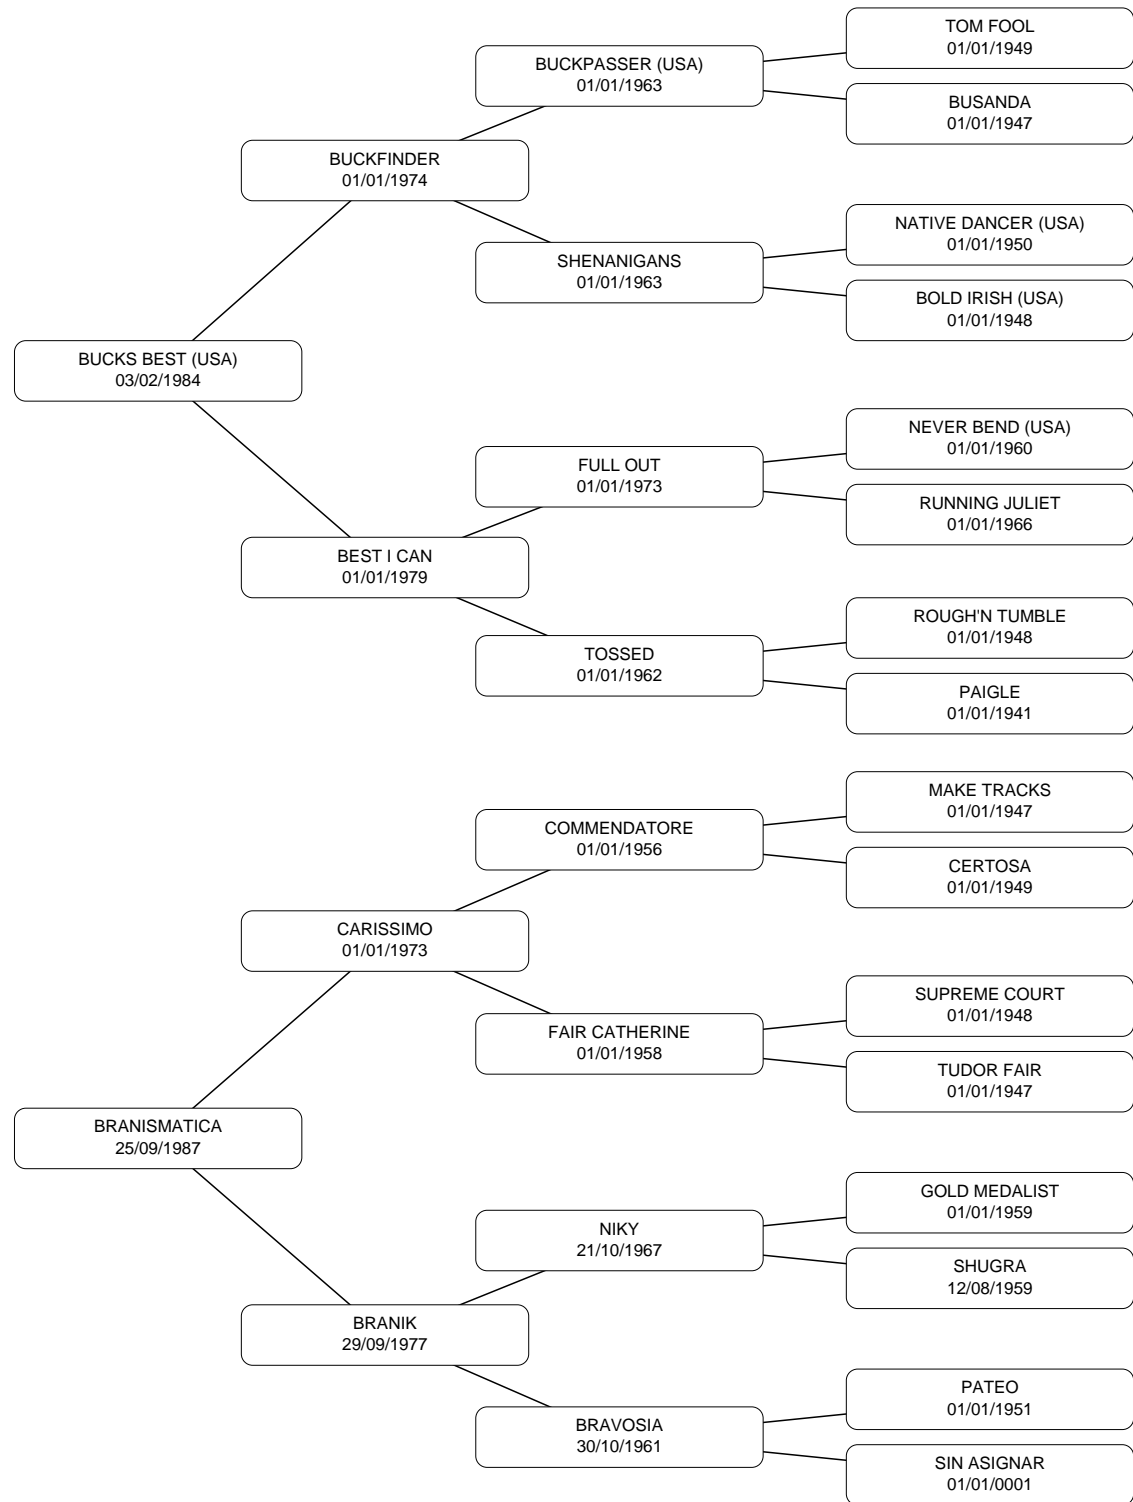 TOM FOOL
01/01/1949
BUCKPASSER (USA)
01/01/1963
BUSANDA
01/01/1947
BUCKFINDER
01/01/1974
NATIVE DANCER (USA)
01/01/1950
SHENANIGANS
01/01/1963
BOLD IRISH (USA)
01/01/1948
BUCKS BEST (USA)
03/02/1984
NEVER BEND (USA)
01/01/1960
FULL OUT
01/01/1973
RUNNING JULIET
01/01/1966
BEST I CAN
01/01/1979
ROUGH'N TUMBLE
01/01/1948
TOSSED
01/01/1962
PAIGLE
01/01/1941
MAKE TRACKS
01/01/1947
COMMENDATORE
01/01/1956
CERTOSA
01/01/1949
CARISSIMO
01/01/1973
SUPREME COURT
01/01/1948
FAIR CATHERINE
01/01/1958
TUDOR FAIR
01/01/1947
BRANISMATICA
25/09/1987
GOLD MEDALIST
01/01/1959
NIKY
21/10/1967
SHUGRA
12/08/1959
BRANIK
29/09/1977
PATEO
01/01/1951
BRAVOSIA
30/10/1961
SIN ASIGNAR
01/01/0001